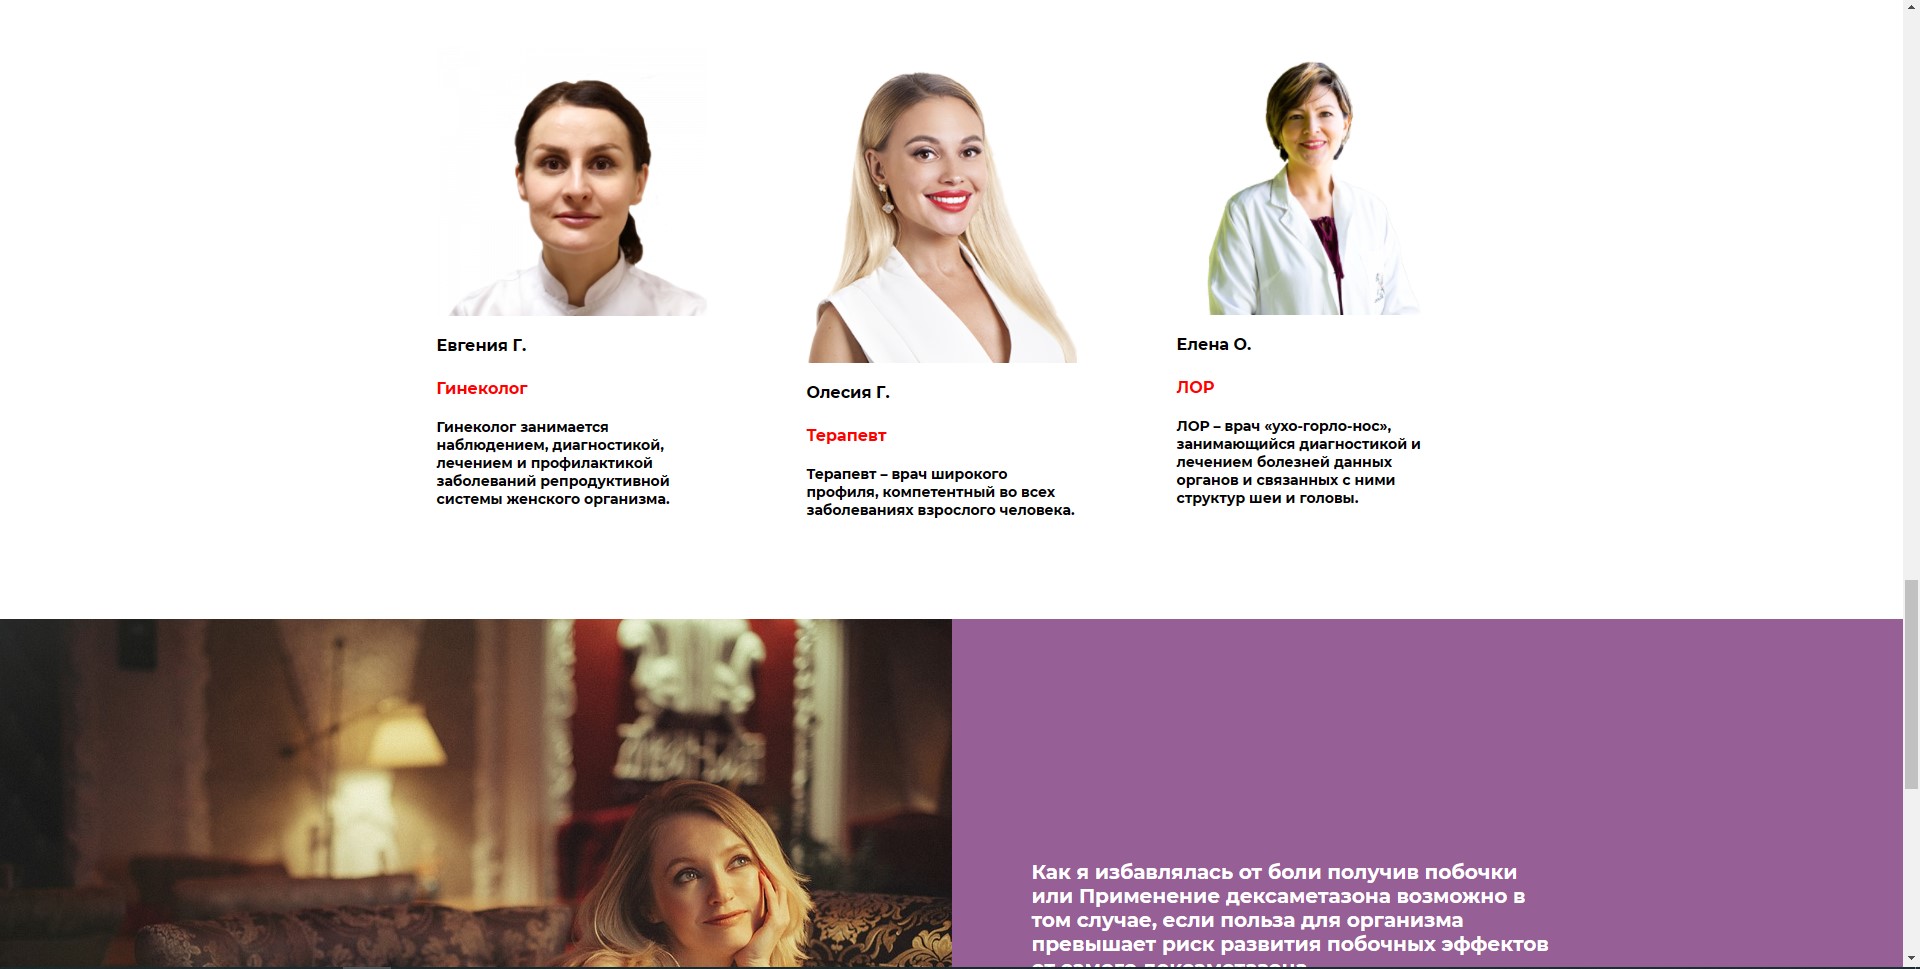 Евгения Г.
Гинеколог
Гинеколог занимается
наблюдением, диагностикой,
лечением и профилактикой
заболеваний репродуктивной
системы женского организма.
Олесия Г.
Терапевт
Терапевт – врач широкого
профиля, компетентный во всех
заболеваниях взрослого человека.
Елена О.
ЛОР
ЛОР – врач «ухо-горло-нос»,
занимающийся диагностикой и
лечением болезней данных
органов и связанных с ними
структур шеи и головы.
Как я избавлялась от боли получив побочки
или Применение дексаметазона возможно в
том случае, если польза для организма
превышает риск развития побочных эффектов